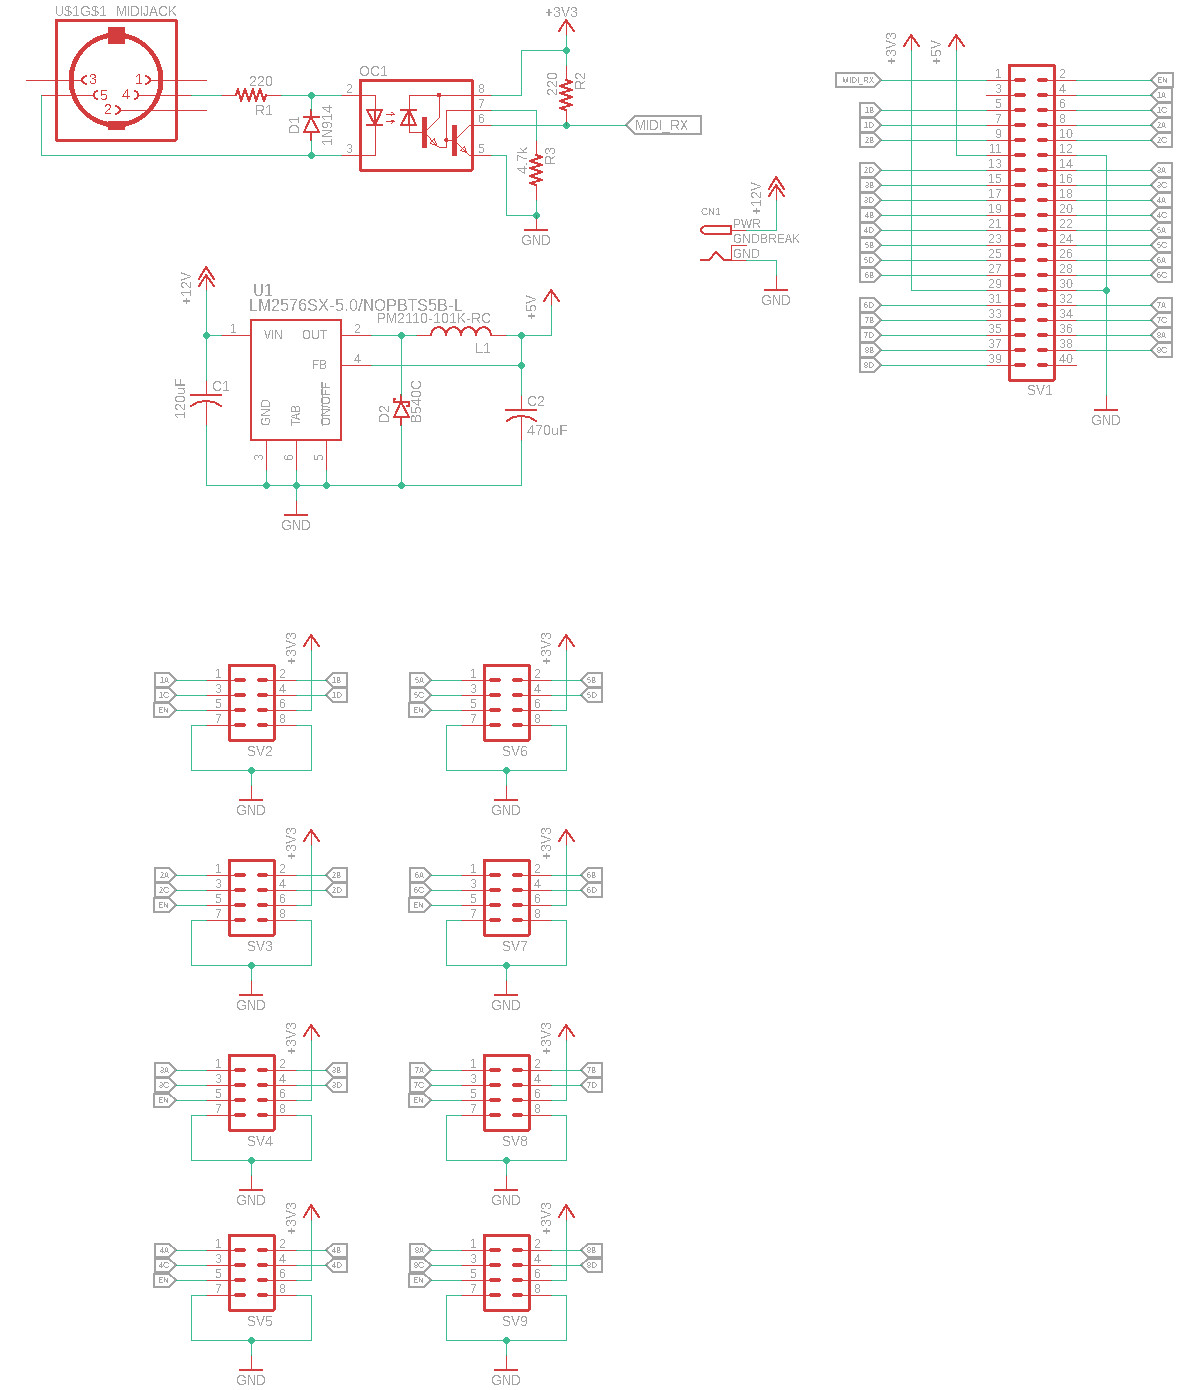 U$1G$1 MIDIJACK
3
1
5
4
2
220
R1
D1
1N914
OC1
2
3
8
7
6
5
+3V3
220
R2
MIDI_RX
4.7k
R3
GND
+12V
U1
LM2576SX-5.0/NOPBTS5B-L
PM2110-101K-RC
+5V
1
VIN
OUT
2
L1
FB
4
120uF
C1
GND
TAB
ON/OFF
D2
B540C
C2
470uF
3
6
5
GND
CN1
+12V
PWR
GNDBREAK
GND
GND
+3V3
+5V
MIDI_RX
1
2
EN
3
4
1A
1B
5
6
1C
1D
7
8
2A
2B
9
10
2C
11
12
2D
13
14
3A
3B
15
16
3C
3D
17
18
4A
4B
19
20
4C
4D
21
22
5A
5B
23
24
5C
5D
25
26
6A
6B
27
28
6C
29
30
6D
31
32
7A
7B
33
34
7C
7D
35
36
8A
8B
37
38
8C
8D
39
40
SV1
GND
+3V3
1A
1
2
1B
1C
3
4
1D
EN
5
6
7
8
SV2
GND
+3V3
5A
1
2
5B
5C
3
4
5D
EN
5
6
7
8
SV6
GND
+3V3
2A
1
2
2B
2C
3
4
2D
EN
5
6
7
8
SV3
GND
+3V3
6A
1
2
6B
6C
3
4
6D
EN
5
6
7
8
SV7
GND
+3V3
3A
1
2
3B
3C
3
4
3D
EN
5
6
7
8
SV4
GND
+3V3
7A
1
2
7B
7C
3
4
7D
EN
5
6
7
8
SV8
GND
+3V3
4A
1
2
4B
4C
3
4
4D
EN
5
6
7
8
SV5
GND
+3V3
8A
1
2
8B
8C
3
4
8D
EN
5
6
7
8
SV9
GND